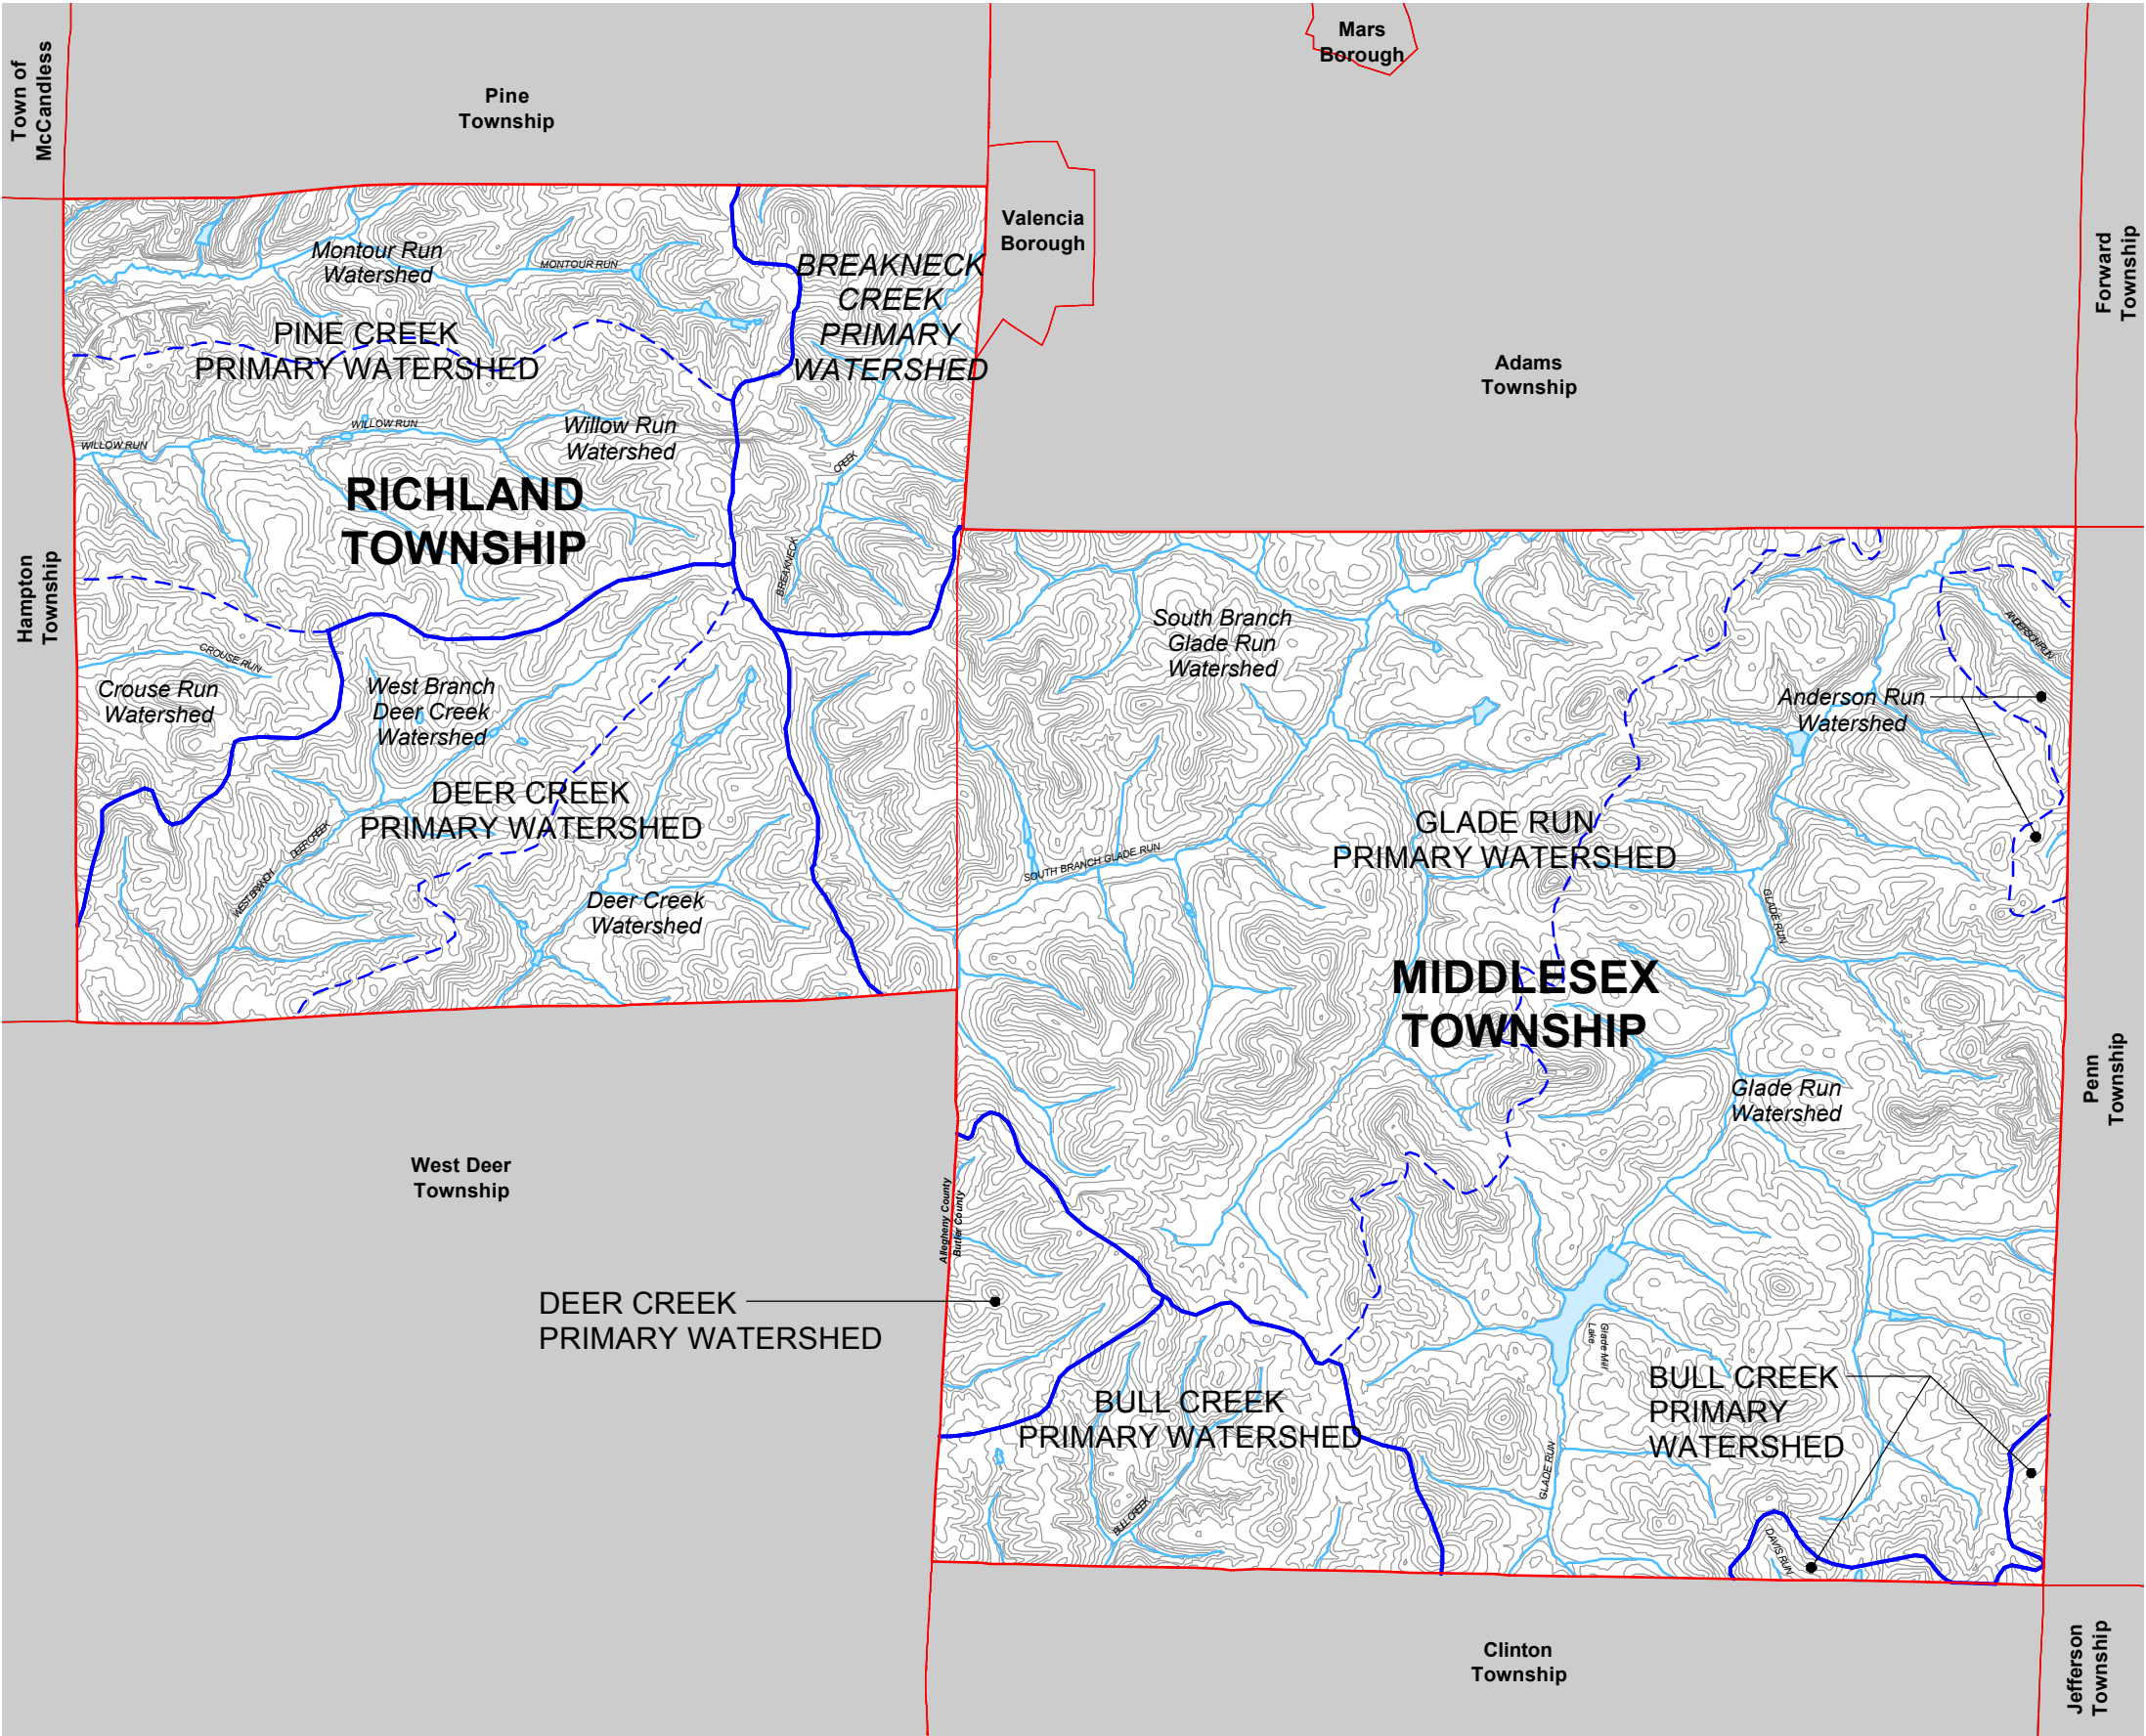 Town of
McCandless
Pine
Township
Mars
Borough
Valencia
Borough
Forward
Township
Adams
Township
Montour Run
Watershed
MONTOUR RUN
BREAKNECK
CREEK
PRIMARY
WATERSHED
PINE CREEK
PRIMARY WATERSHED
WILLOW RUN
WILLOW RUN
Willow Run
Watershed
CREEK
BREAKNECK
RICHLAND
TOWNSHIP
Hampton
Township
CROUSE RUN
Crouse Run
Watershed
West Branch
Deer Creek
Watershed
DEER CREEK
PRIMARY WATERSHED
WEST BRANCH
DEER CREEK
Deer Creek
Watershed
South Branch
Glade Run
Watershed
ANDERSON RUN
Anderson Run
Watershed
GLADE RUN
PRIMARY WATERSHED
SOUTH BRANCH GLADE RUN
GLADE RUN
MIDDLESEX
TOWNSHIP
Glade Run
Watershed
Penn
Township
West Deer
Township
Allegheny County
Butler County
DEER CREEK
PRIMARY WATERSHED
Glade Mill
Lake
BULL CREEK
PRIMARY WATERSHED
BULL CREEK
PRIMARY
WATERSHED
GLADE RUN
BULL CREEK
DAVIS RUN
Clinton
Township
Jefferson
Township